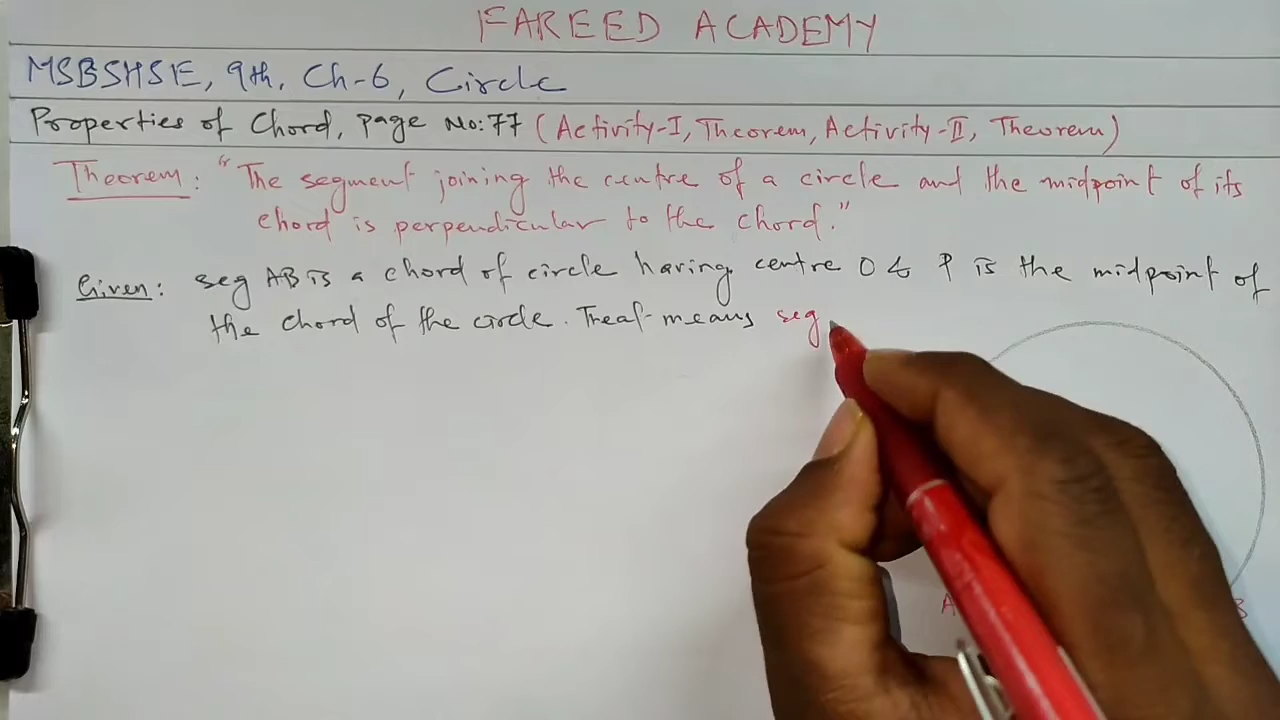 FAREED ACADEMY
MSBSHSE, 9th, Ch-6, Circle
Properties of Chord, page No:77 (Activity-I, Theorem, Activity-II, Theorem)
Theorem: "The segment joining the centre of a circle and the midpoint of its
chord is perpendicular to the chord."
Given: seg AB is a chord of circle having centre O & P is the midpoint of
the chord of the circle. That means seg
A B